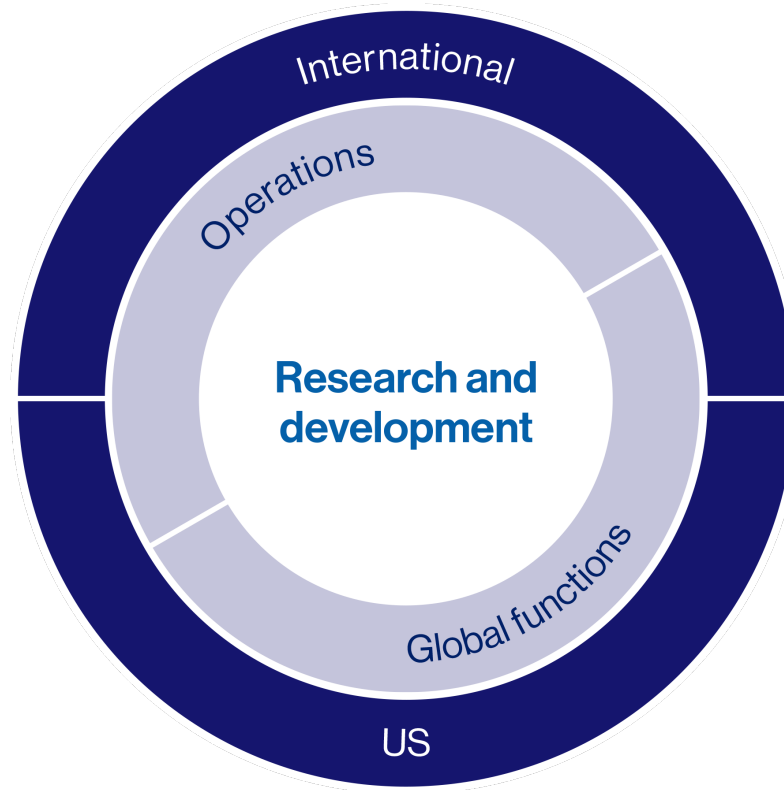 International
Operations
Research and
development
Global functions
US